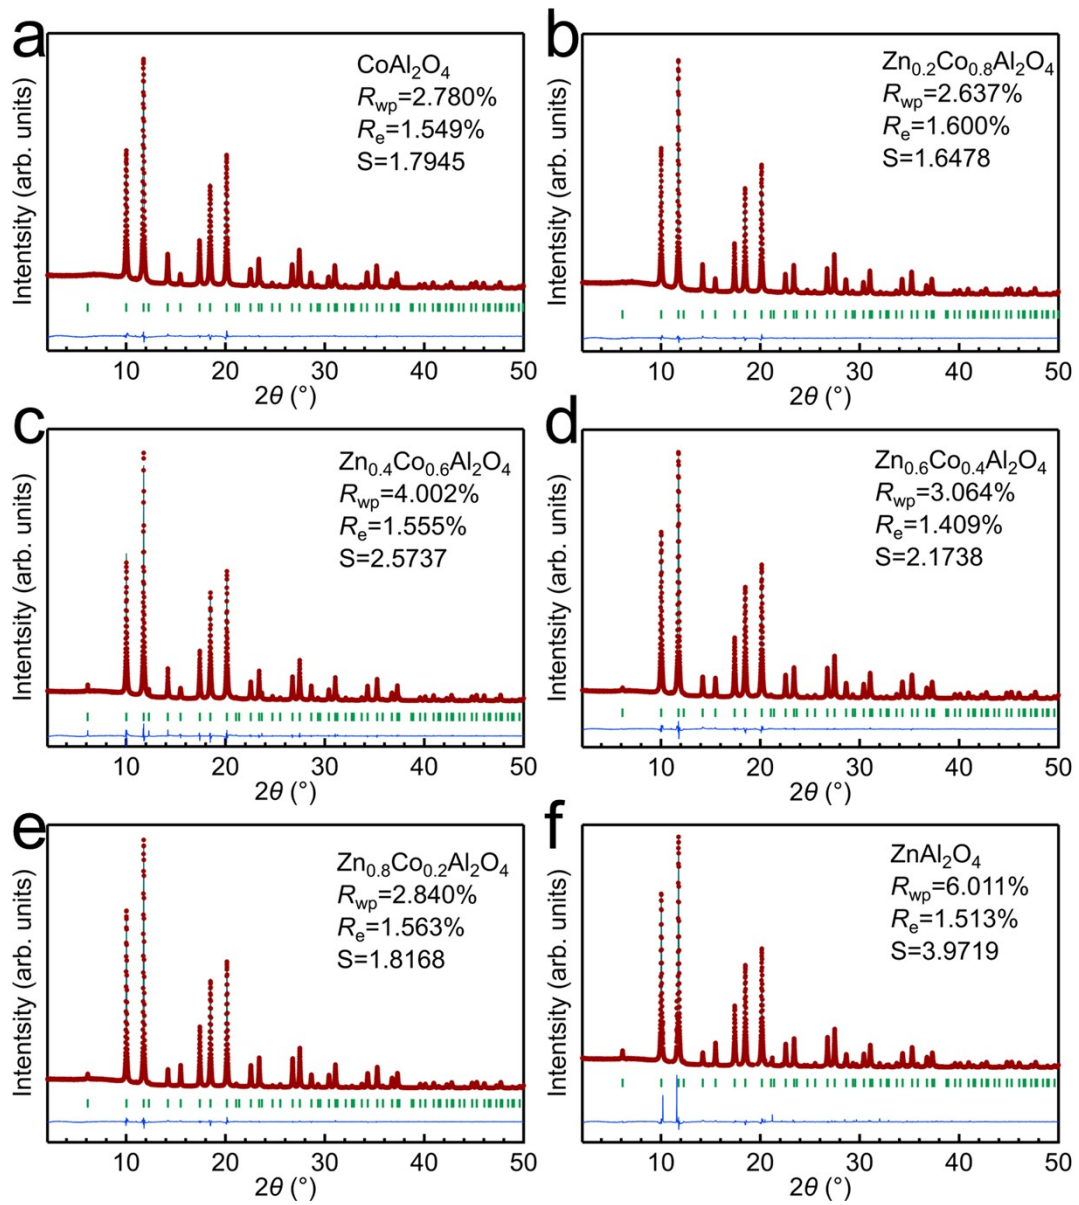 a
CoAl₂O₄
Rwp=2.780%
Re=1.549%
S=1.7945
Intentsity (arb. units)
10 20 30 40 50
2θ (°)
b
Zn₀.₂Co₀.₈Al₂O₄
Rwp=2.637%
Re=1.600%
S=1.6478
Intentsity (arb. units)
10 20 30 40 50
2θ (°)
c
Zn₀.₄Co₀.₆Al₂O₄
Rwp=4.002%
Re=1.555%
S=2.5737
Intentsity (arb. units)
10 20 30 40 50
2θ (°)
d
Zn₀.₆Co₀.₄Al₂O₄
Rwp=3.064%
Re=1.409%
S=2.1738
Intentsity (arb. units)
10 20 30 40 50
2θ (°)
e
Zn₀.₈Co₀.₂Al₂O₄
Rwp=2.840%
Re=1.563%
S=1.8168
Intentsity (arb. units)
10 20 30 40 50
2θ (°)
f
ZnAl₂O₄
Rwp=6.011%
Re=1.513%
S=3.9719
Intentsity (arb. units)
10 20 30 40 50
2θ (°)